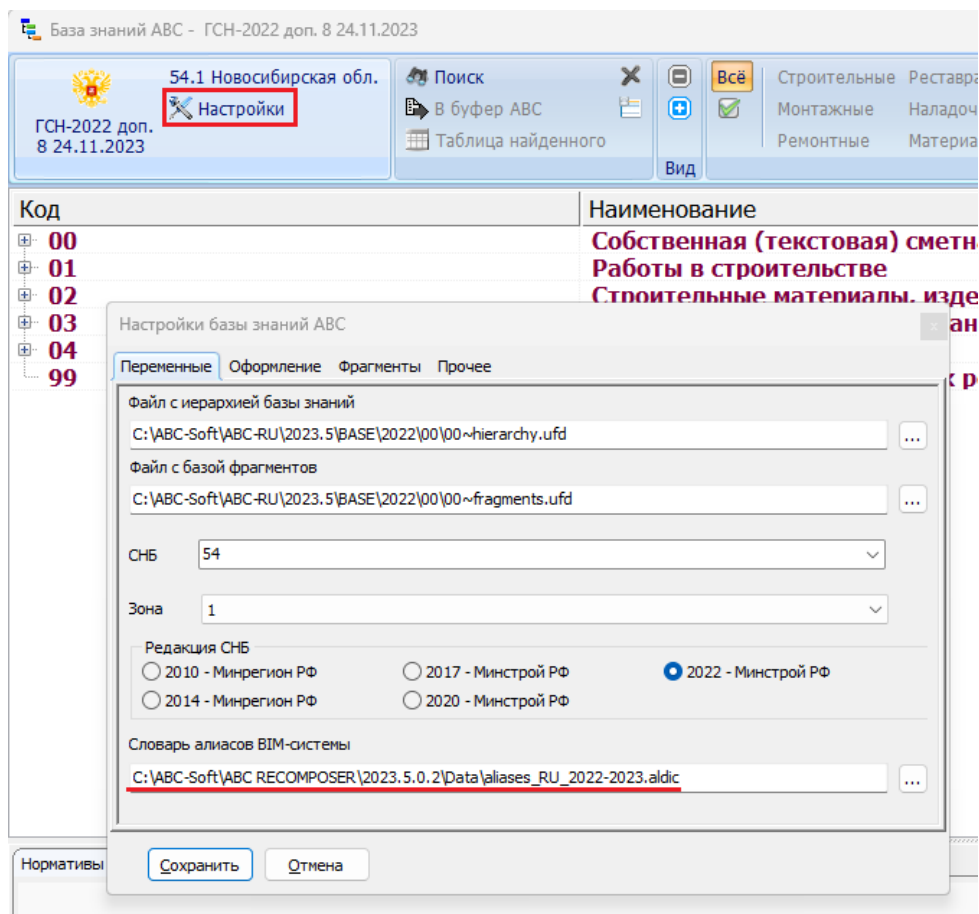 База знаний АВС - ГСН-2022 доп. 8 24.11.2023
54.1 Новосибирская обл.
Настройки
ГСН-2022 доп.
8 24.11.2023
Поиск
В буфер АВС
Таблица найденного
Вид
Всё
Строительные
Монтажные
Наладоч
Ремонтные
Материа
Реставра
Код
Наименование
00
Собственная (текстовая) сметн
01
Работы в строительстве
02
Строительные материалы, изде
03
ан
04
99
к р
Настройки базы знаний АВС
Переменные Оформление Фрагменты Прочее
Файл с иерархией базы знаний
C:\ABC-Soft\ABC-RU\2023.5\BASE\2022\00\00~hierarchy.ufd
...
Файл с базой фрагментов
C:\ABC-Soft\ABC-RU\2023.5\BASE\2022\00\00~fragments.ufd
...
СНБ
54
Зона
1
Редакция СНБ
2010 - Минрегион РФ
2017 - Минстрой РФ
2022 - Минстрой РФ
2014 - Минрегион РФ
2020 - Минстрой РФ
Словарь алиасов BIM-системы
C:\ABC-Soft\ABC RECOMPOSER\2023.5.0.2\Data\aliases_RU_2022-2023.aldic
...
Сохранить
Отмена
Нормативы